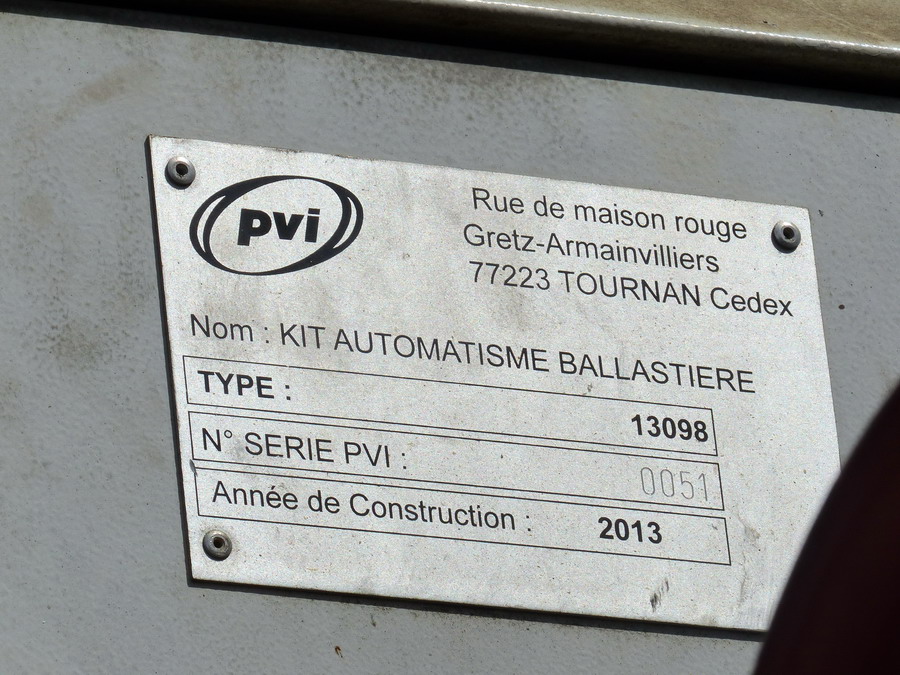 pvi
Rue de maison rouge
Gretz-Armainvilliers
77223 TOURNAN Cedex
Nom : KIT AUTOMATISME BALLASTIERE
TYPE : 13098
N° SERIE PVI : 0051
Année de Construction : 2013